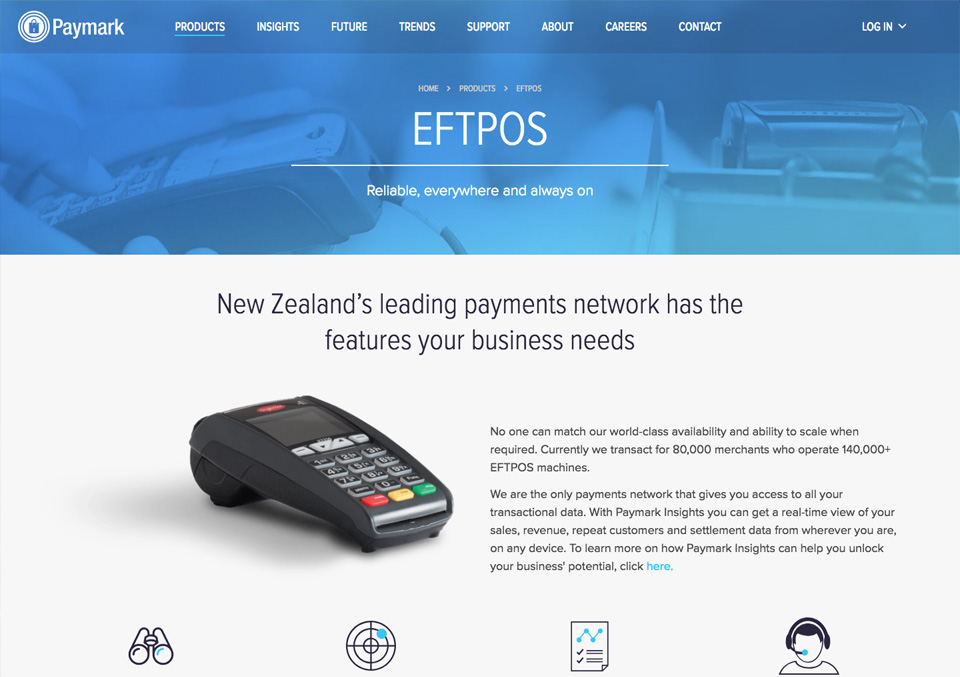 Paymark
PRODUCTS INSIGHTS FUTURE TRENDS SUPPORT ABOUT CAREERS CONTACT LOG IN
HOME > PRODUCTS > EFTPOS
EFTPOS
Reliable, everywhere and always on
New Zealand’s leading payments network has the
features your business needs
No one can match our world-class availability and ability to scale when
required. Currently we transact for 80,000 merchants who operate 140,000+
EFTPOS machines.
We are the only payments network that gives you access to all your
transactional data. With Paymark Insights you can get a real-time view of your
sales, revenue, repeat customers and settlement data from wherever you are,
on any device. To learn more on how Paymark Insights can help you unlock
your business' potential, click here.